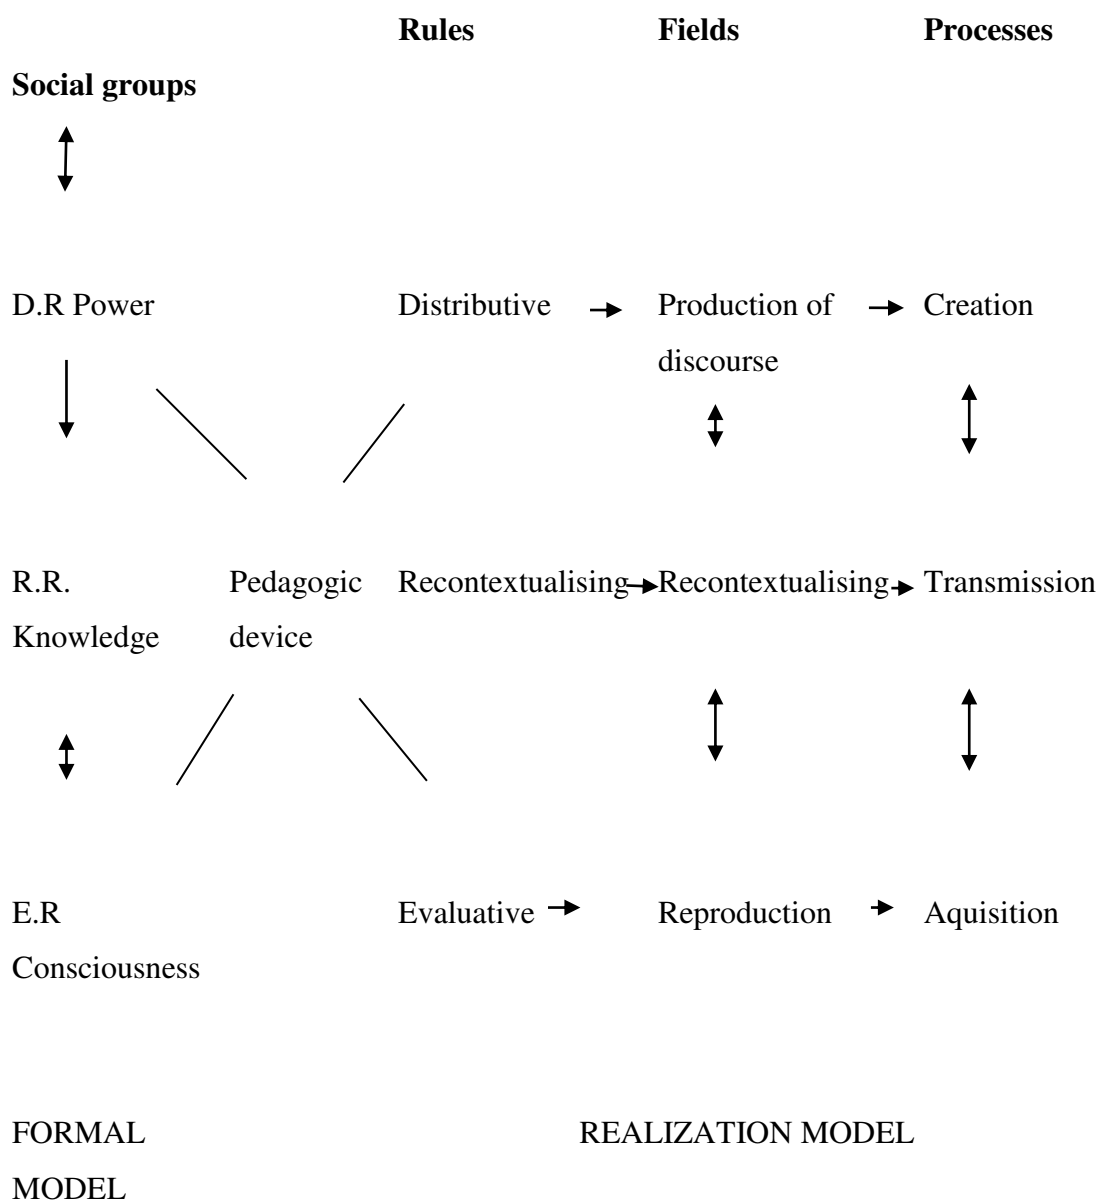 Rules Fields Processes
Social groups
D.R Power Distributive Production of Creation
discourse
R.R. Pedagogic Recontextualising Recontextualising Transmission
Knowledge device
E.R Evaluative Reproduction Aquisition
Consciousness
FORMAL REALIZATION MODEL
MODEL